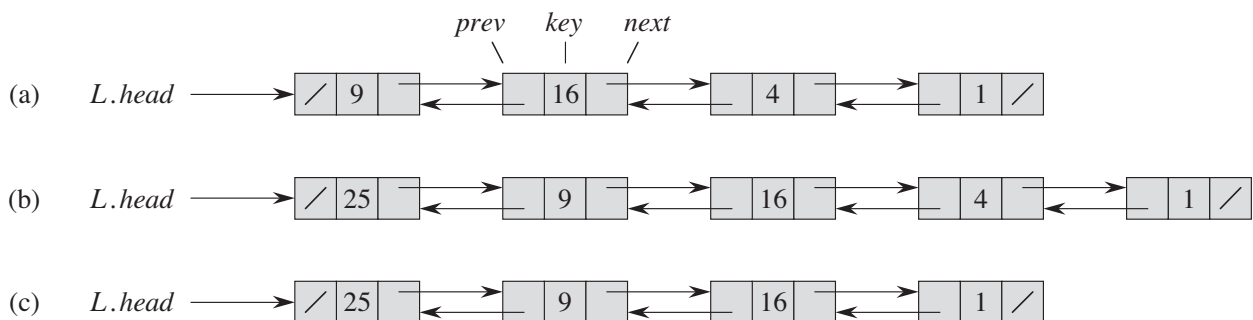 prev key next
(a) L.head / 9 16 4 1 /
(b) L.head / 25 9 16 4 1 /
(c) L.head / 25 9 16 1 /